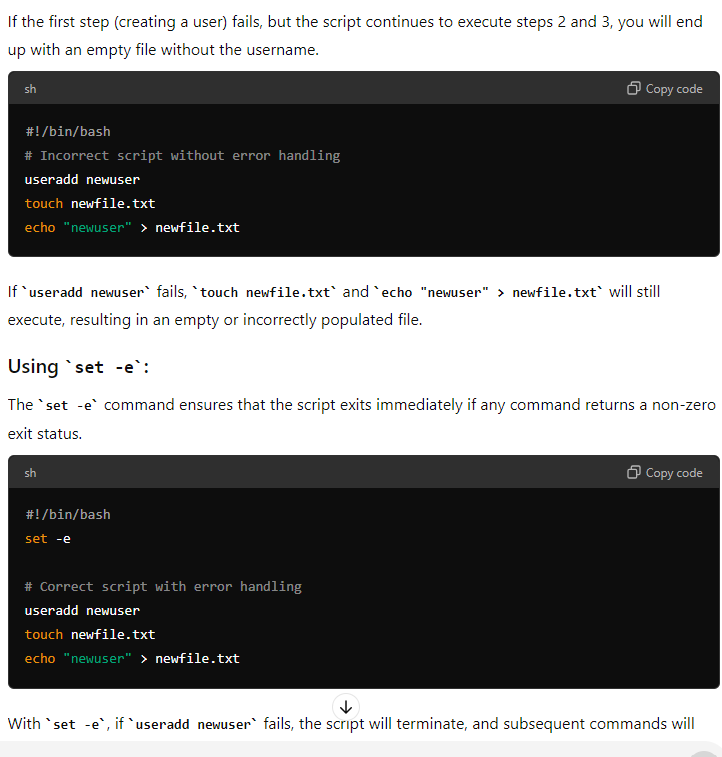 If the first step (creating a user) fails, but the script continues to execute steps 2 and 3, you will end
up with an empty file without the username.
sh
Copy code
#!/bin/bash
# Incorrect script without error handling
useradd newuser
touch newfile.txt
echo "newuser" > newfile.txt
If `useradd newuser` fails, `touch newfile.txt` and `echo "newuser" > newfile.txt` will still
execute, resulting in an empty or incorrectly populated file.
Using `set -e`:
The `set -e` command ensures that the script exits immediately if any command returns a non-zero
exit status.
sh
Copy code
#!/bin/bash
set -e
# Correct script with error handling
useradd newuser
touch newfile.txt
echo "newuser" > newfile.txt
With `set -e`, if `useradd newuser` fails, the script will terminate, and subsequent commands will